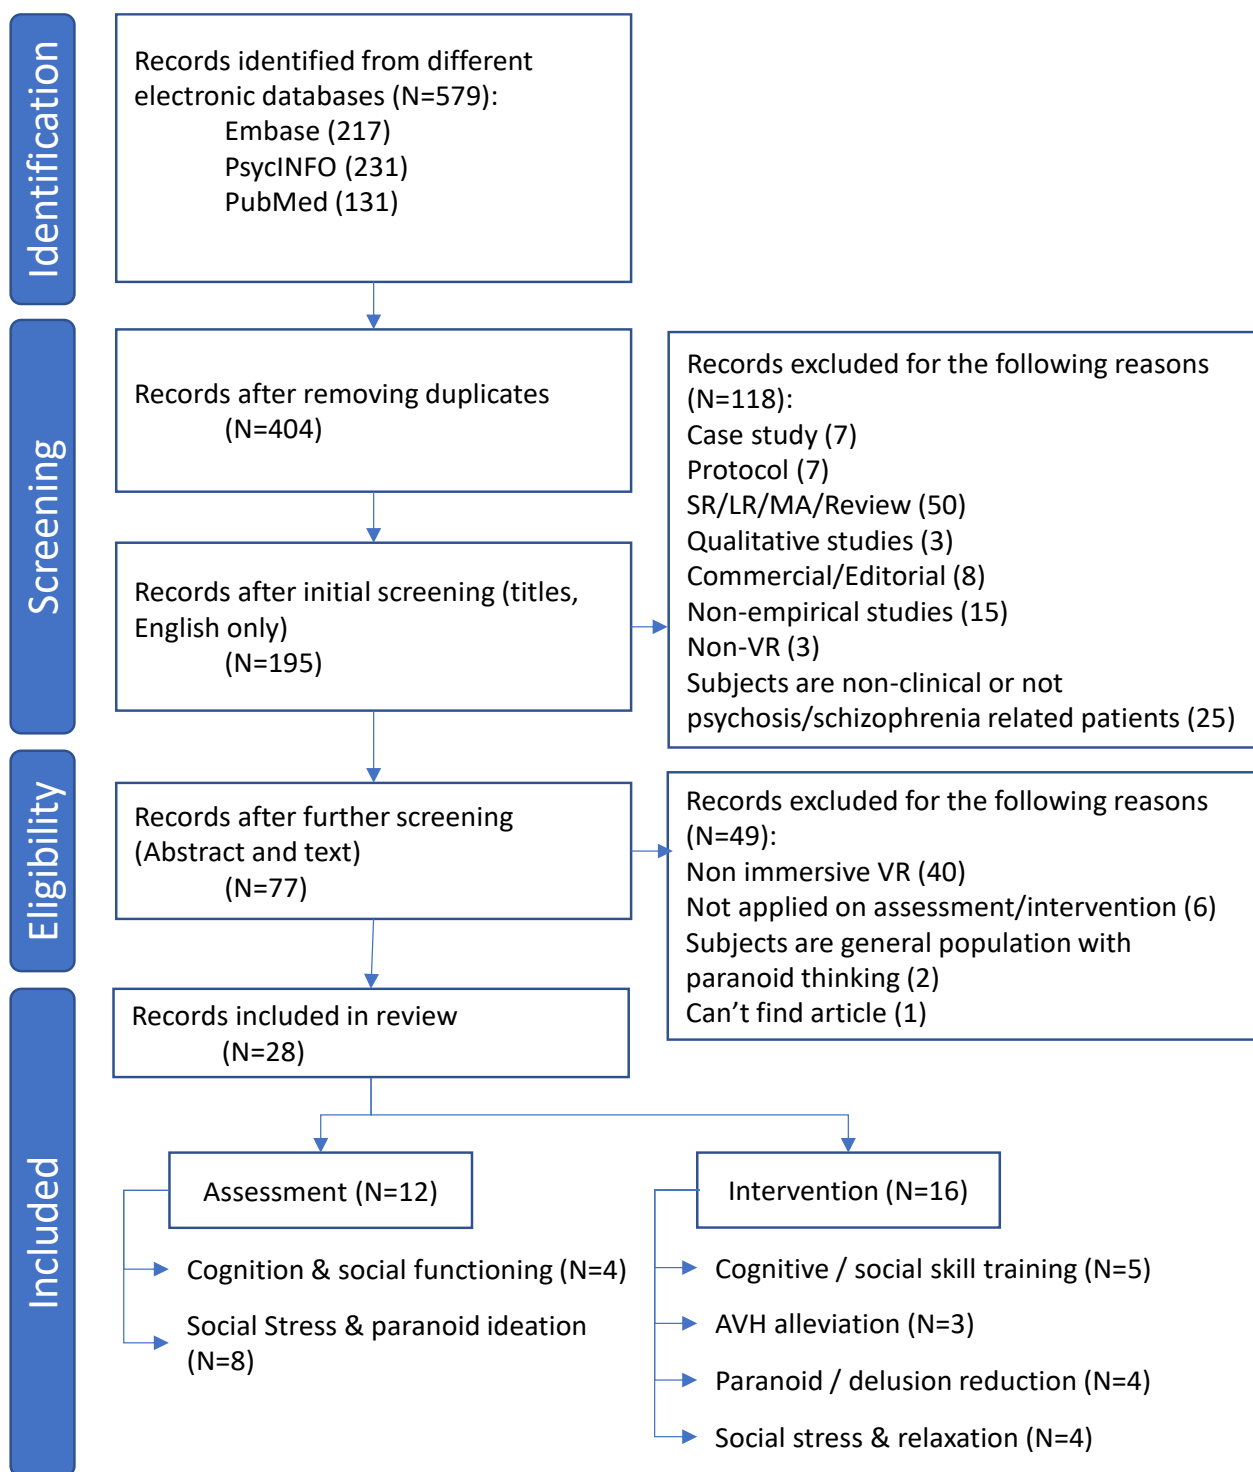 Identification
Records identified from different
electronic databases (N=579):
Embase (217)
PsycINFO (231)
PubMed (131)
Screening
Records after removing duplicates
(N=404)
Records after initial screening (titles,
English only)
(N=195)
Records excluded for the following reasons
(N=118):
Case study (7)
Protocol (7)
SR/LR/MA/Review (50)
Qualitative studies (3)
Commercial/Editorial (8)
Non-empirical studies (15)
Non-VR (3)
Subjects are non-clinical or not
psychosis/schizophrenia related patients (25)
Eligibility
Records after further screening
(Abstract and text)
(N=77)
Records excluded for the following reasons
(N=49):
Non immersive VR (40)
Not applied on assessment/intervention (6)
Subjects are general population with
paranoid thinking (2)
Can’t find article (1)
Included
Records included in review
(N=28)
Assessment (N=12)
Cognition & social functioning (N=4)
Social Stress & paranoid ideation
(N=8)
Intervention (N=16)
Cognitive / social skill training (N=5)
AVH alleviation (N=3)
Paranoid / delusion reduction (N=4)
Social stress & relaxation (N=4)